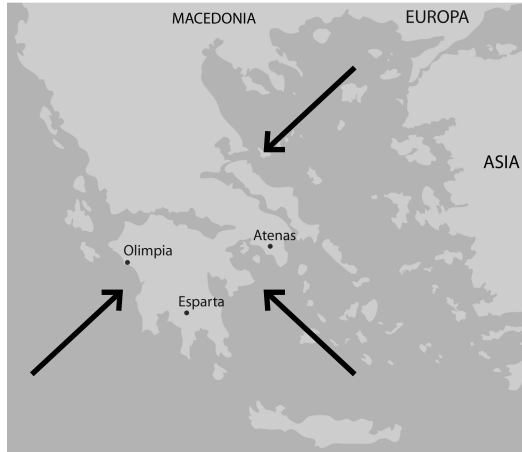 MACEDONIA
EUROPA
ASIA
Atenas
Olimpia
Esparta